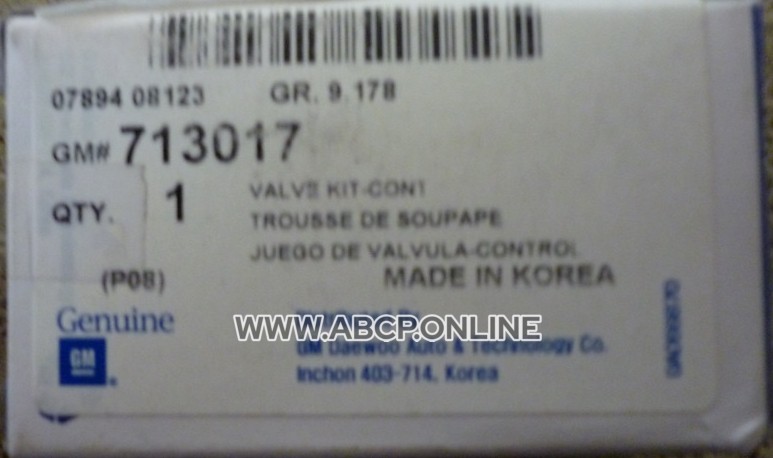 07894 08123 GR. 9.178
GM# 713017
QTY. 1 VALVE KIT-CONT
TROUSSE DE SOUPAPE
JUEGO DE VALVULA-CONTROL
(P08) MADE IN KOREA
Genuine
WWW.ABCP.ONLINE
GM Daewoo Auto & Technology Co.
GM
Inchon 403-714, Korea